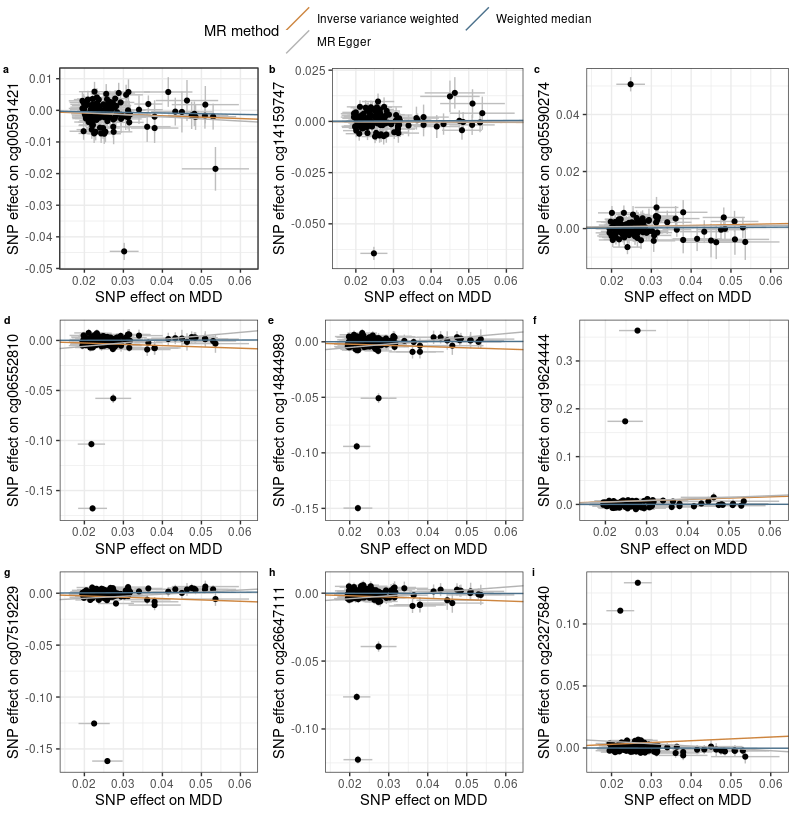 MR method
Inverse variance weighted
Weighted median
MR Egger
a
SNP effect on cg00591421
0.01
0.00
-0.01
-0.02
-0.03
-0.04
-0.05
0.02 0.03 0.04 0.05 0.06
SNP effect on MDD
b
SNP effect on cg14159747
0.025
0.000
-0.025
-0.050
0.02 0.03 0.04 0.05 0.06
SNP effect on MDD
c
SNP effect on cg05590274
0.04
0.02
0.00
0.02 0.03 0.04 0.05 0.06
SNP effect on MDD
d
SNP effect on cg06552810
0.00
-0.05
-0.10
-0.15
0.02 0.03 0.04 0.05 0.06
SNP effect on MDD
e
SNP effect on cg14844989
0.00
-0.05
-0.10
-0.15
0.02 0.03 0.04 0.05 0.06
SNP effect on MDD
f
SNP effect on cg19624444
0.3
0.2
0.1
0.0
0.02 0.03 0.04 0.05 0.06
SNP effect on MDD
g
SNP effect on cg07519229
0.00
-0.05
-0.10
-0.15
0.02 0.03 0.04 0.05 0.06
SNP effect on MDD
h
SNP effect on cg26647111
0.00
-0.05
-0.10
0.02 0.03 0.04 0.05 0.06
SNP effect on MDD
i
SNP effect on cg23275840
0.10
0.05
0.00
0.02 0.03 0.04 0.05 0.06
SNP effect on MDD